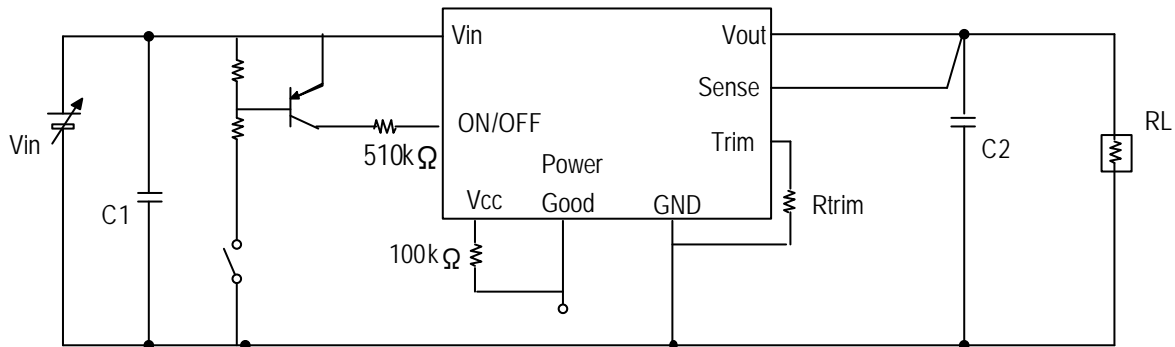 Vin
Vout
Sense
ON/OFF
Trim
RL
Vin
510kΩ
Power
Good
C2
C1
Vcc
GND
Rtrim
100kΩ